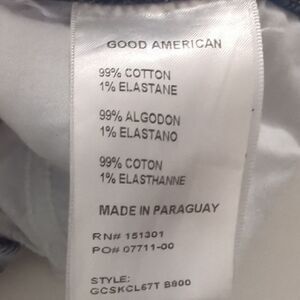 GOOD AMERICAN
99% COTTON
1% ELASTANE
99% ALGODON
1% ELASTANO
99% COTON
1% ELASTHANNE
MADE IN PARAGUAY
RN# 151301
PO# 07711-00
STYLE:
GCSKCL67T B800